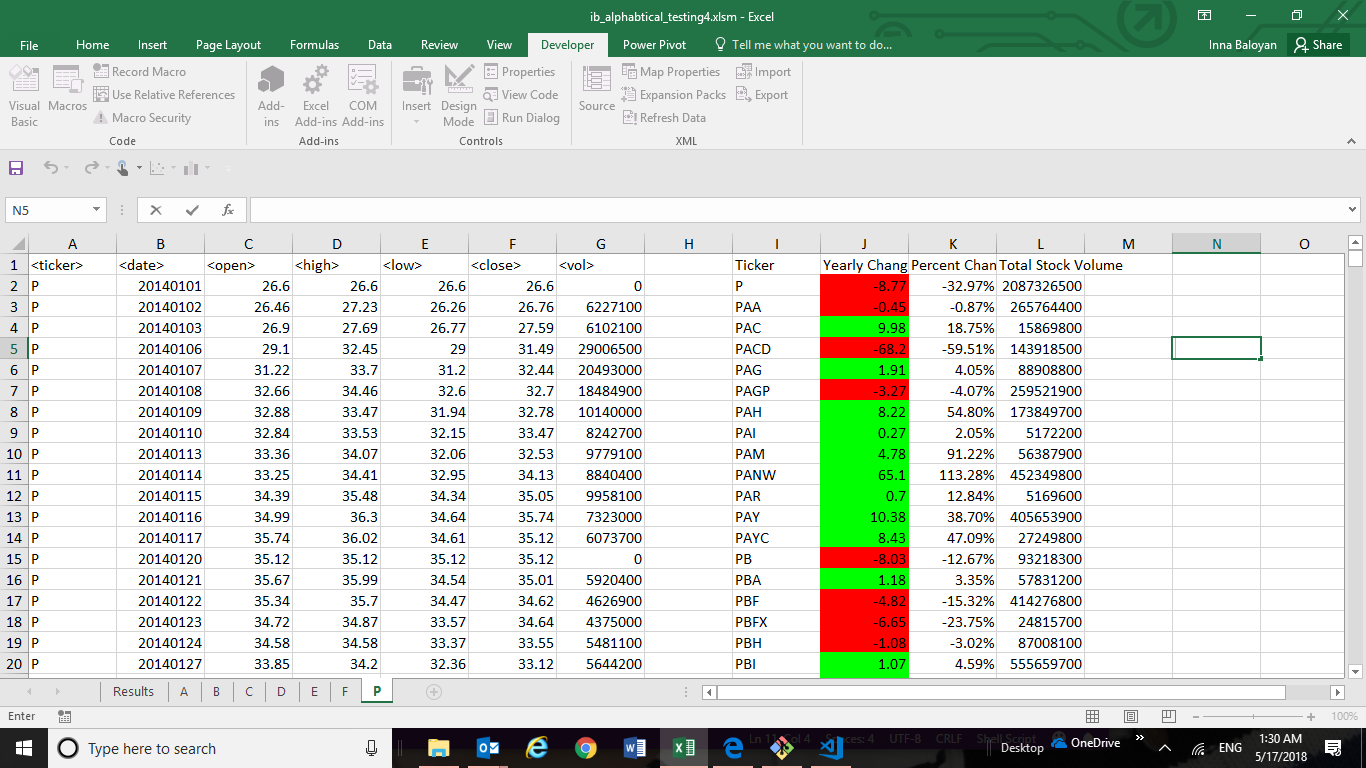 ib_alphabtical_testing4.xlsm - Excel
File Home Insert Page Layout Formulas Data Review View Developer Power Pivot Tell me what you want to do... Inna Baloyan Share
Visual Basic
Macros
Record Macro
Use Relative References
Macro Security
Code
Add-ins
Excel Add-ins
COM Add-ins
Add-ins
Insert
Design Mode
Properties
View Code
Run Dialog
Controls
Source
Map Properties
Expansion Packs
Refresh Data
Import
Export
XML
N5 fx
A B C D E F G H I J K L M N O
1 <ticker> <date> <open> <high> <low> <close> <vol> Ticker Yearly Chang Percent Chan Total Stock Volume
2 P 20140101 26.6 26.6 26.6 26.6 0 P -8.77 -32.97% 2087326500
3 P 20140102 26.46 27.23 26.26 26.76 6227100 PAA -0.45 -0.87% 265764400
4 P 20140103 26.9 27.69 26.77 27.59 6102100 PAC 9.98 18.75% 15869800
5 P 20140106 29.1 32.45 29 31.49 29006500 PACD -68.2 -59.51% 143918500
6 P 20140107 31.22 33.7 31.2 32.44 20493000 PAG 1.91 4.05% 88908800
7 P 20140108 32.66 34.46 32.6 32.7 18484900 PAGP -3.27 -4.07% 259521900
8 P 20140109 32.88 33.47 31.94 32.78 10140000 PAH 8.22 54.80% 173849700
9 P 20140110 32.84 33.53 32.15 33.47 8242700 PAI 0.27 2.05% 5172200
10 P 20140113 33.36 34.07 32.06 32.53 9779100 PAM 4.78 91.22% 56387900
11 P 20140114 33.25 34.41 32.95 34.13 8840400 PANW 65.1 113.28% 452349800
12 P 20140115 34.39 35.48 34.34 35.05 9958100 PAR 0.7 12.84% 5169600
13 P 20140116 34.99 36.3 34.64 35.74 7323000 PAY 10.38 38.70% 405653900
14 P 20140117 35.74 36.02 34.61 35.12 6073700 PAYC 8.43 47.09% 27249800
15 P 20140120 35.12 35.12 35.12 35.12 0 PB -8.03 -12.67% 93218300
16 P 20140121 35.67 35.99 34.54 35.01 5920400 PBA 1.18 3.35% 57831200
17 P 20140122 35.34 35.7 34.47 34.62 4626900 PBF -4.82 -15.32% 414276800
18 P 20140123 34.72 34.87 33.57 34.64 4375000 PBFX -6.65 -23.75% 24815700
19 P 20140124 34.58 34.58 33.37 33.55 5481100 PBH -1.08 -3.02% 87008100
20 P 20140127 33.85 34.2 32.36 33.12 5644200 PBI 1.07 4.59% 555659700
Results A B C D E F P
Enter 100%
Type here to search Desktop OneDrive ENG 1:30 AM
5/17/2018